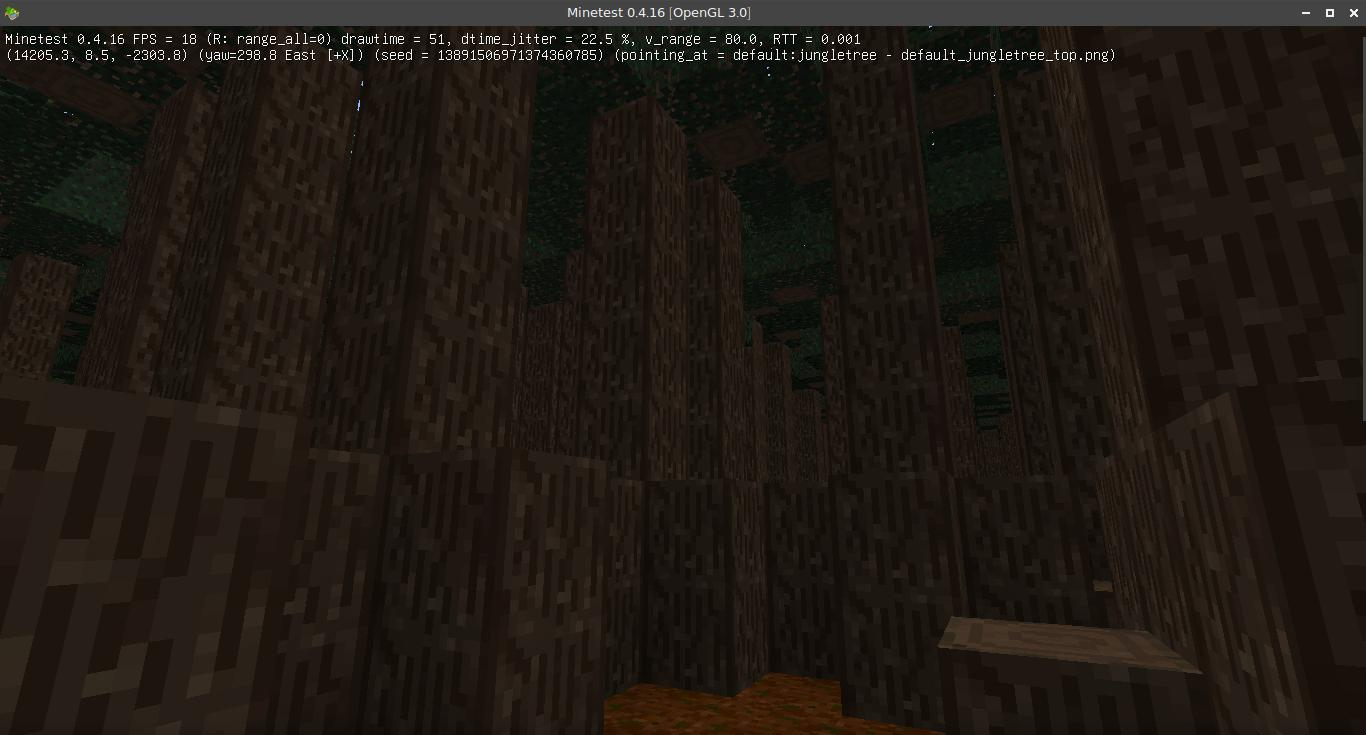 Minetest 0.4.16 [OpenGL 3.0]
Minetest 0.4.16 FPS = 18 (R: range_all=0) drawtime = 51, dtime_jitter = 22.5 %, v_range = 80.0, RTT = 0.001
(14205.3, 8.5, -2303.8) (yaw=298.8 East [+X]) (seed = 13891506971374360785) (pointing_at = default:jungletree - default_jungletree_top.png)